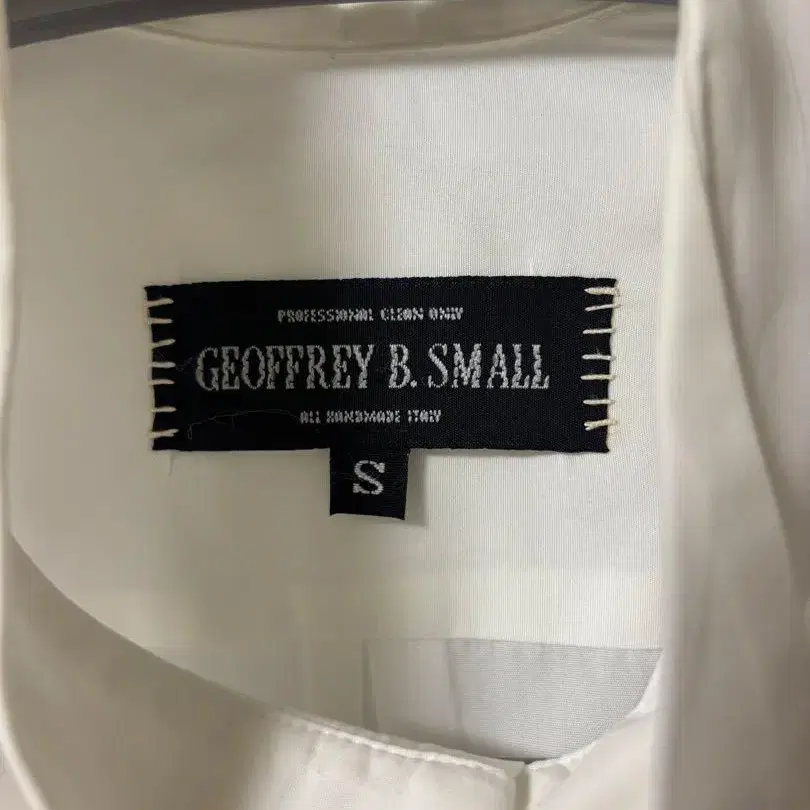 PROFESSIONAL CLEAN ONLY
GEOFFREY B. SMALL
ALL HANDMADE ITALY
S